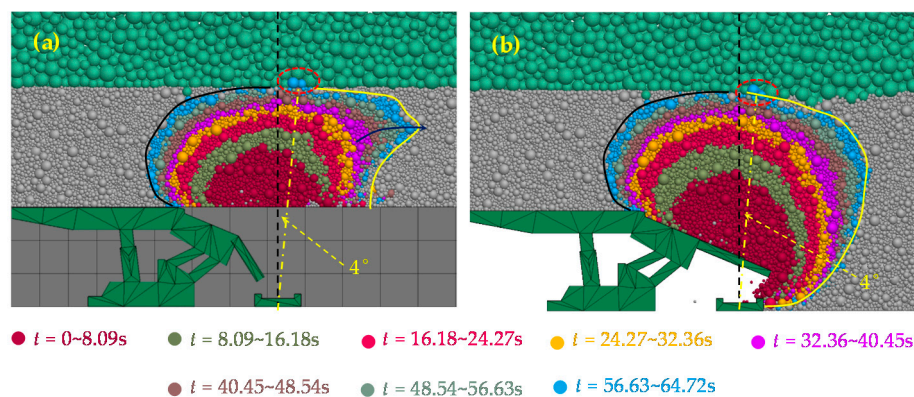 (a)
(b)
4°
4°
t = 0~8.09s
t = 8.09~16.18s
t = 16.18~24.27s
t = 24.27~32.36s
t = 32.36~40.45s
t = 40.45~48.54s
t = 48.54~56.63s
t = 56.63~64.72s